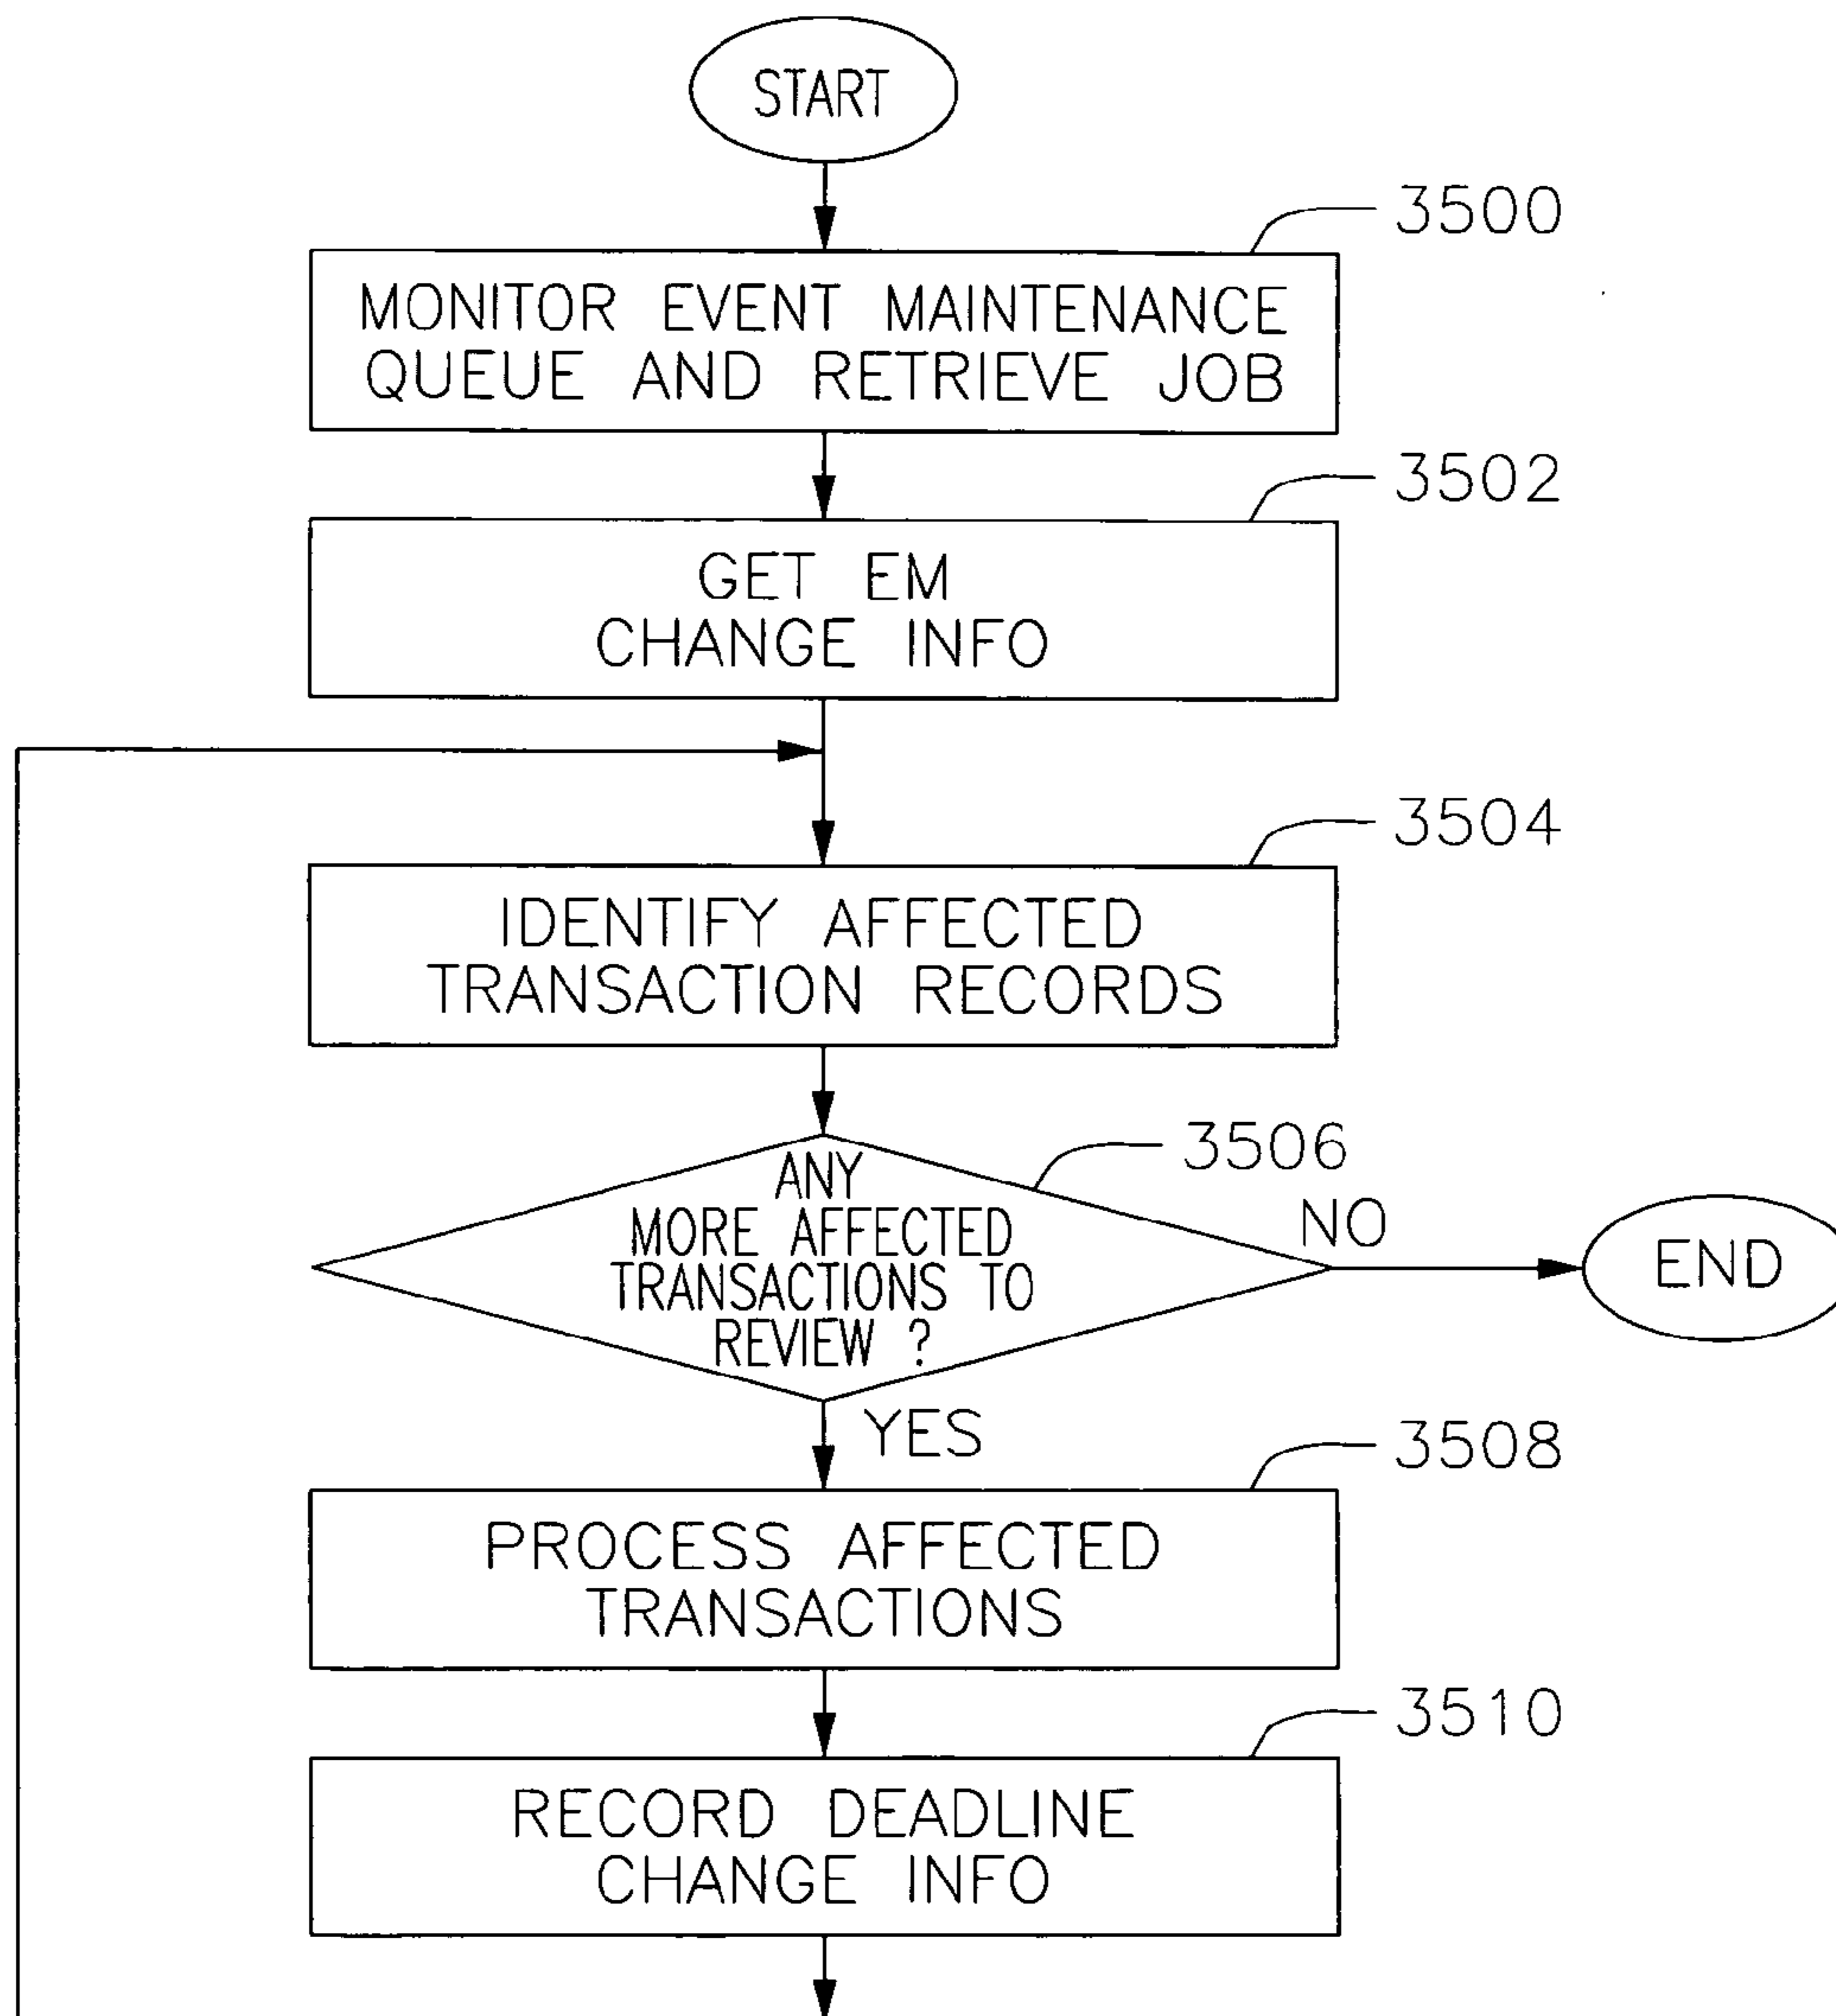 START
3500
MONITOR EVENT MAINTENANCE
QUEUE AND RETRIEVE JOB
3502
GET EM
CHANGE INFO
3504
IDENTIFY AFFECTED
TRANSACTION RECORDS
3506
ANY
MORE AFFECTED
TRANSACTIONS TO
REVIEW ?
NO
END
YES
3508
PROCESS AFFECTED
TRANSACTIONS
3510
RECORD DEADLINE
CHANGE INFO